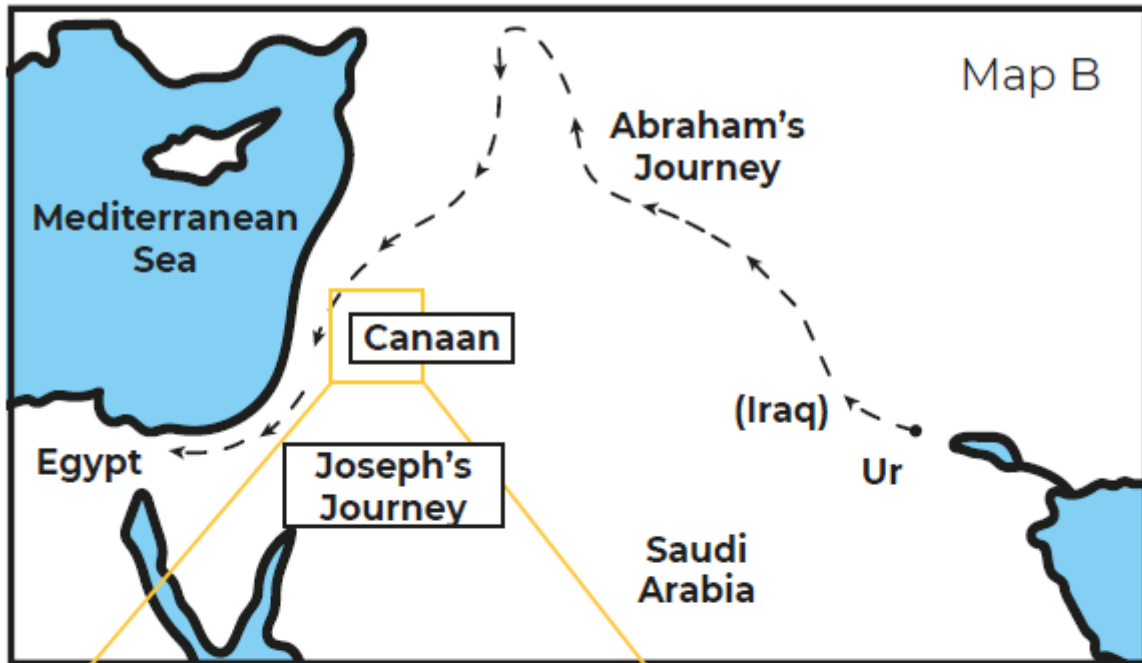 Map B
Abraham's
Journey
Mediterranean
Sea
Canaan
(Iraq)
Egypt
Joseph's
Journey
Ur
Saudi
Arabia